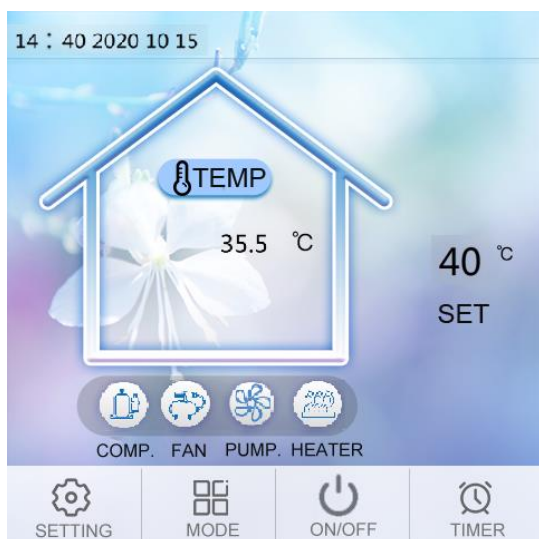 14： 40 2020 10 15
TEMP
35.5 ℃
40 ℃
SET
COMP. FAN PUMP. HEATER
SETTING MODE ON/OFF TIMER